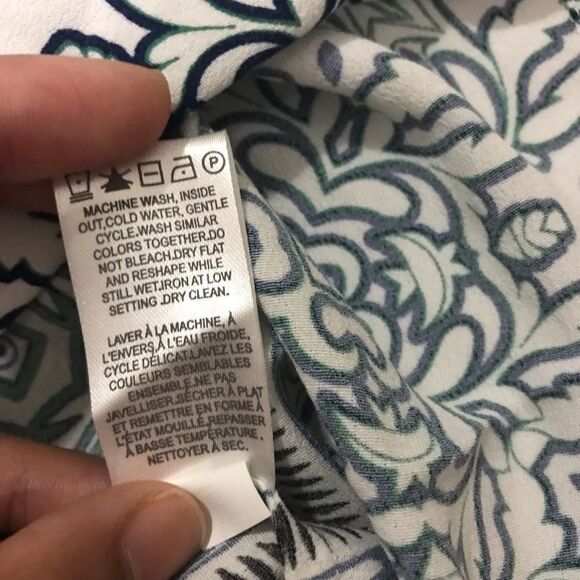 P
MACHINE WASH, INSIDE
OUT,COLD WATER, GENTLE
CYCLE.WASH SIMILAR
COLORS TOGETHER.DO
NOT BLEACH.DRY FLAT
AND RESHAPE WHILE
STILL WET.IRON AT LOW
SETTING .DRY CLEAN.
LAVER À LA MACHINE, À
L'ENVERS,À L'EAU FROIDE,
CYCLE DÉLICAT.LAVEZ LES
COULEURS SEMBLABLES
ENSEMBLE.NE PAS
JAVELLISER.SÉCHER À PLAT
ET REMETTRE EN FORME À
L'ÉTAT MOUILLÉ.REPASSER
À BASSE TEMPÉRATURE.
NETTOYER À SEC.